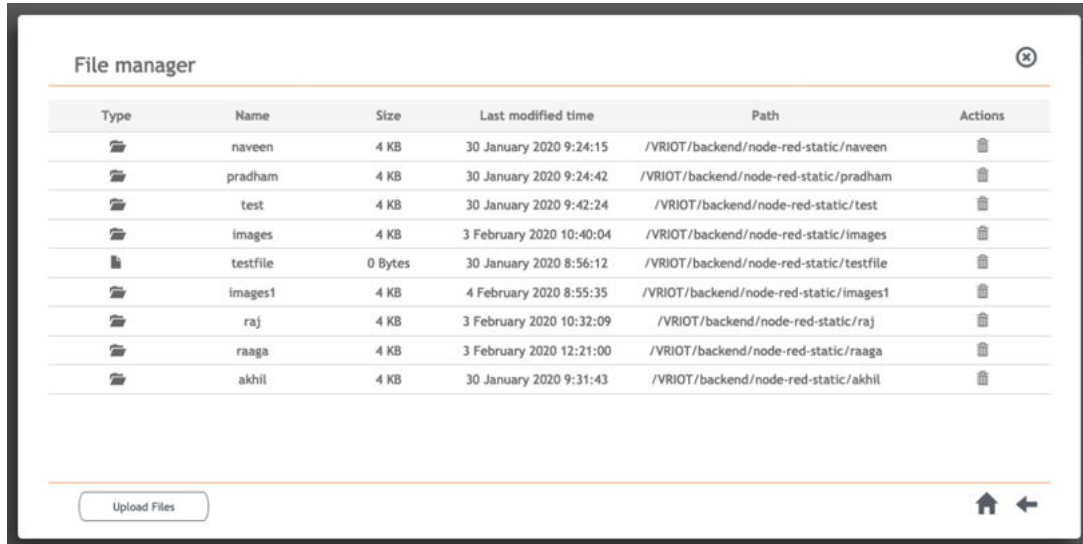 File manager
Type Name Size Last modified time Path Actions
naveen 4 KB 30 January 2020 9:24:15 /VRIOT/backend/node-red-static/naveen
pradham 4 KB 30 January 2020 9:24:42 /VRIOT/backend/node-red-static/pradham
test 4 KB 30 January 2020 9:42:24 /VRIOT/backend/node-red-static/test
images 4 KB 3 February 2020 10:40:04 /VRIOT/backend/node-red-static/images
testfile 0 Bytes 30 January 2020 8:56:12 /VRIOT/backend/node-red-static/testfile
images1 4 KB 4 February 2020 8:55:35 /VRIOT/backend/node-red-static/images1
raj 4 KB 3 February 2020 10:32:09 /VRIOT/backend/node-red-static/raj
raaga 4 KB 3 February 2020 12:21:00 /VRIOT/backend/node-red-static/raaga
akhil 4 KB 30 January 2020 9:31:43 /VRIOT/backend/node-red-static/akhil
Upload Files